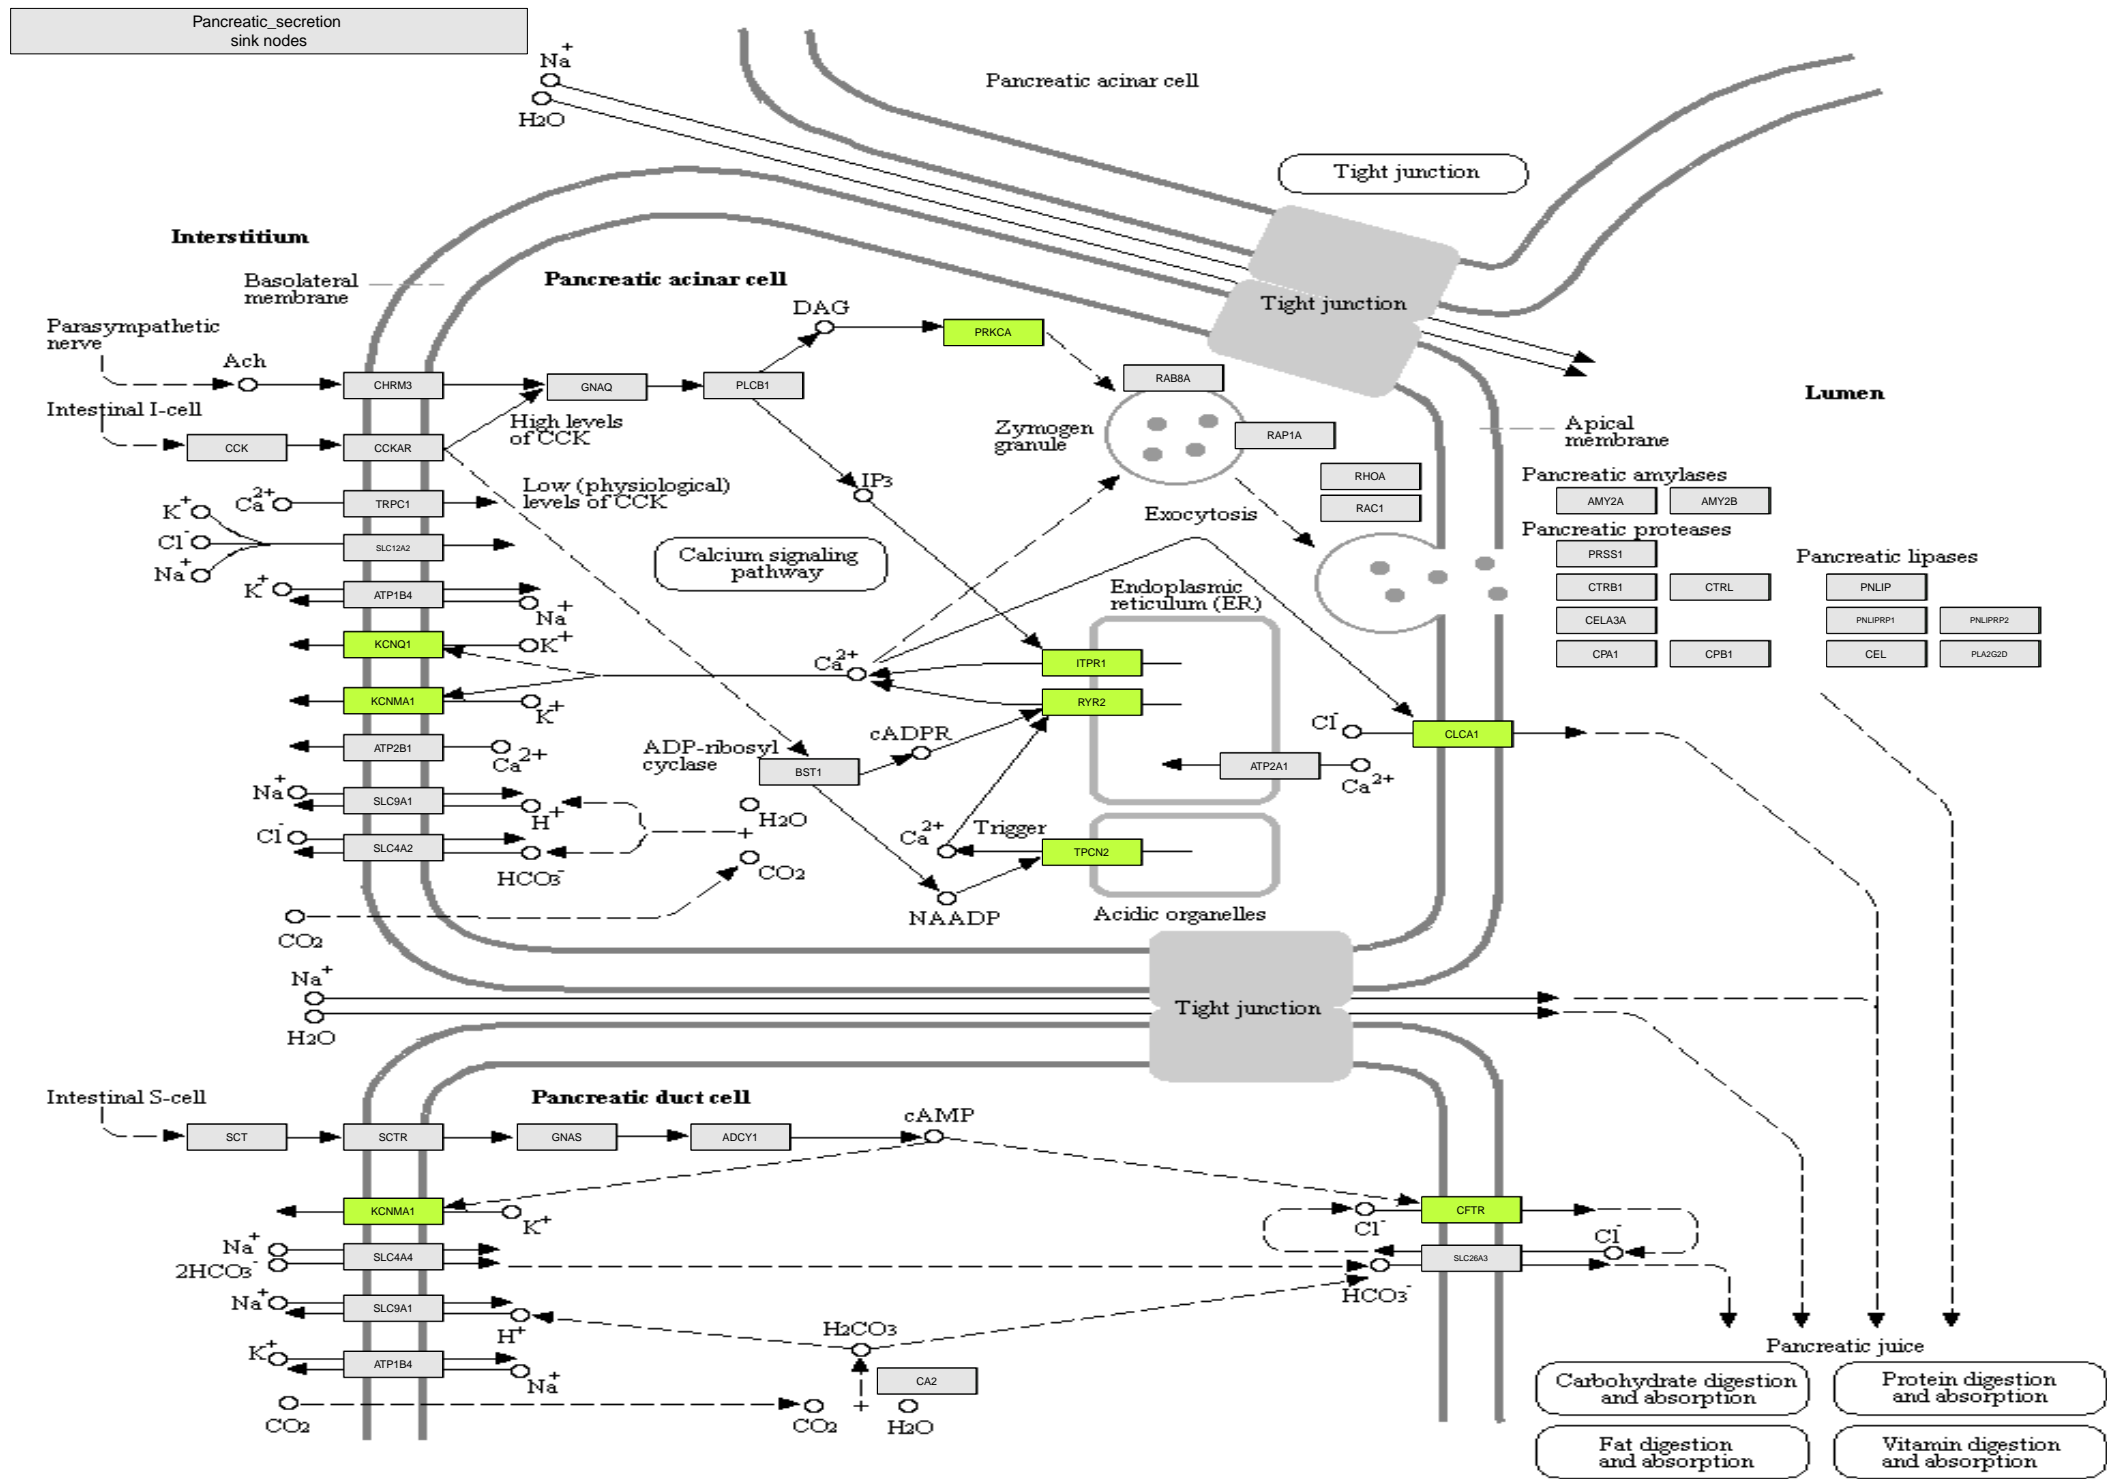 Pancreatic_secretion
sink nodes
Na+
H2O
Pancreatic acinar cell
Tight junction
Interstitium
Basolateral
membrane
Pancreatic acinar cell
Tight junction
DAG
PRKCA
Parasympathetic
nerve
Ach
CHRM3
GNAQ
PLCB1
RAB8A
Lumen
Intestinal I-cell
High levels
of CCK
Zymogen
granule
RAP1A
Apical
membrane
CCK
CCKAR
RHOA
Pancreatic amylases
Low (physiological)
levels of CCK
IP3
Ca2+
TRPC1
RAC1
AMY2A
AMY2B
K+
Cl-
Na+
SLC12A2
Exocytosis
Pancreatic proteases
Calcium signaling
pathway
PRSS1
Pancreatic lipases
K+
ATP1B4
Na+
Endoplasmic
reticulum (ER)
CTRB1
CTRL
PNLIP
CELA3A
PNLIPRP1
PNLIPRP2
KCNQ1
K+
Ca2+
ITPR1
CPA1
CPB1
CEL
PLA2G2D
KCNMA1
K+
RYR2
cADPR
Cl-
CLCA1
ATP2B1
Ca2+
ADP-ribosyl
cyclase
BST1
ATP2A1
Ca2+
Na+
SLC9A1
H+
H2O
+
Cl-
SLC4A2
HCO3-
CO2
Ca2+
Trigger
TPCN2
NAADP
Acidic organelles
CO2
Na+
H2O
Tight junction
Intestinal S-cell
Pancreatic duct cell
cAMP
SCT
SCTR
GNAS
ADCY1
KCNMA1
K+
Cl-
CFTR
Na+
2HCO3-
SLC4A4
SLC26A3
Cl-
HCO3-
Na+
SLC9A1
H+
H2CO3
Pancreatic juice
K+
ATP1B4
Na+
CA2
CO2
CO2
+
H2O
Carbohydrate digestion
and absorption
Protein digestion
and absorption
Fat digestion
and absorption
Vitamin digestion
and absorption